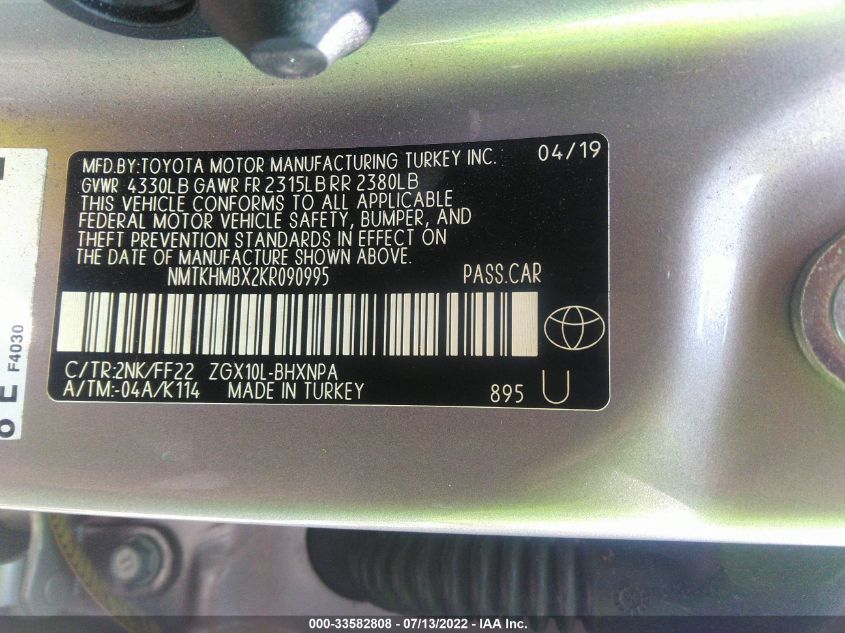 MFD.BY:TOYOTA MOTOR MANUFACTURING TURKEY INC. 04/19
GVWR 4330LB GAWR FR 2315LB RR 2380LB
THIS VEHICLE CONFORMS TO ALL APPLICABLE
FEDERAL MOTOR VEHICLE SAFETY, BUMPER, AND
THEFT PREVENTION STANDARDS IN EFFECT ON
THE DATE OF MANUFACTURE SHOWN ABOVE.
NMTKHMBX2KR090995 PASS.CAR
C/TR:2NK/FF22 ZGX10L-BHXNPA
A/TM:-04A/K114 MADE IN TURKEY 895 U
F4030
000-33582808 - 07/13/2022 - IAA Inc.